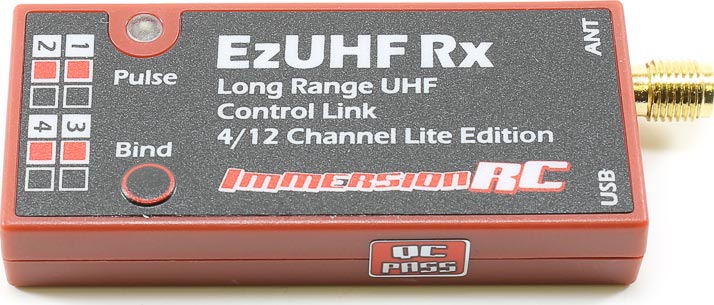 EzUHF Rx
Long Range UHF
Control Link
4/12 Channel Lite Edition
ImmersionRC
Pulse
Bind
1
2
3
4
ANT
USB
QC
PASS